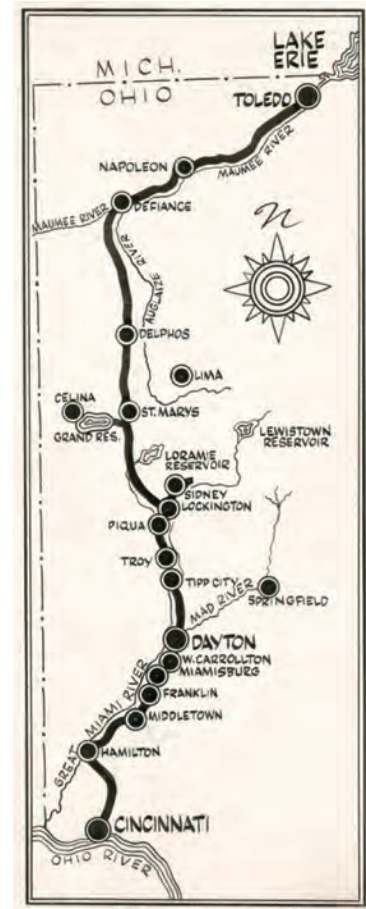 LAKE
ERIE
MICH.
OHIO
TOLEDO
NAPOLEON
MAUMEE RIVER
MAUMEE RIVER
DEFIANCE
N
AUGLAIZE
RIVER
DELPHOS
LIMA
CELINA
ST. MARYS
GRAND RES.
LEWISTOWN
RESERVOIR
LORAMIE
RESERVOIR
SIDNEY
LOCKINGTON
PIQUA
TROY
TIPP CITY
MAD RIVER
SPRINGFIELD
DAYTON
W. CARROLLTON
MIAMISBURG
GREAT MIAMI RIVER
FRANKLIN
MIDDLETOWN
HAMILTON
CINCINNATI
OHIO RIVER